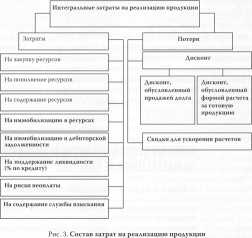 Интегральные затраты на реализацию продукции
Затраты
Потери
На закупку ресурсов
Дисконт
На пополнение ресурсов
Дисконт,
обусловленный
продажей долга
Дисконт,
обусловленный
формой расчета
за готовую
продукцию
На содержание ресурсов
На иммобилизацию в ресурсах
На иммобилизацию в дебиторской
задолженности
Скидки для ускорения расчетов
На поддержание ликвидности
(% по кредиту)
На риски неоплаты
На содержание службы взыскания
Рис. 3. Состав затрат на реализацию продукции